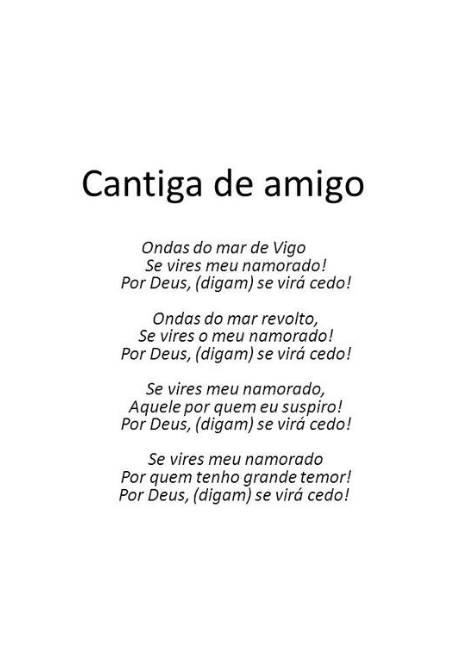 Cantiga de amigo
Ondas do mar de Vigo
Se vires meu namorado!
Por Deus, (digam) se virá cedo!
Ondas do mar revolto,
Se vires o meu namorado!
Por Deus, (digam) se virá cedo!
Se vires meu namorado,
Aquele por quem eu suspiro!
Por Deus, (digam) se virá cedo!
Se vires meu namorado
Por quem tenho grande temor!
Por Deus, (digam) se virá cedo!